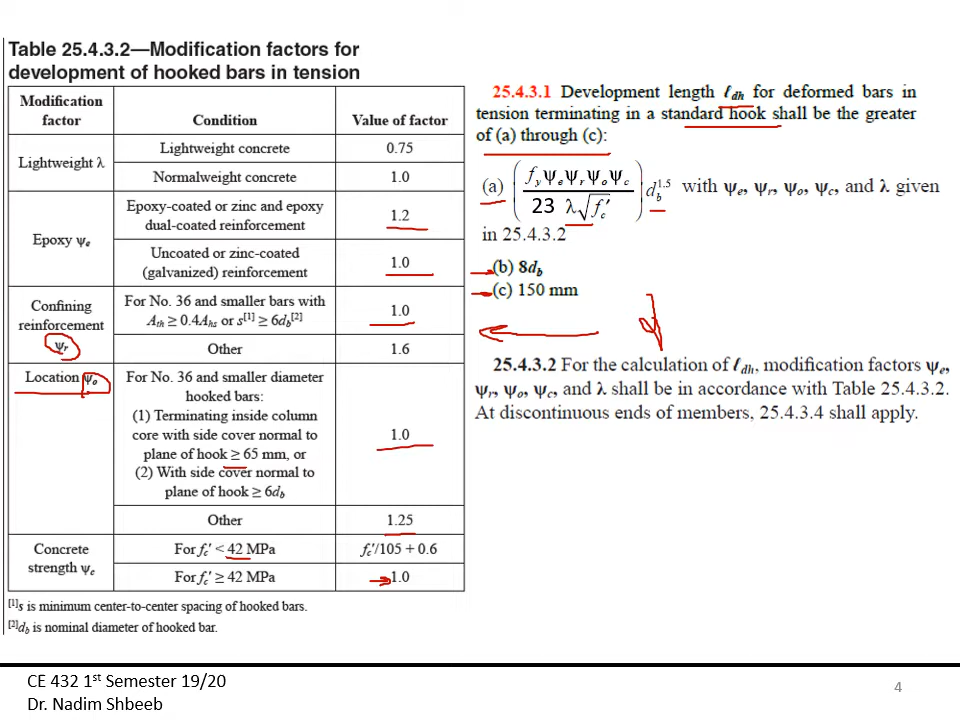 Table 25.4.3.2—Modification factors for
development of hooked bars in tension
Modification
factor
Condition
Value of factor
Lightweight λ
Lightweight concrete
0.75
Normalweight concrete
1.0
Epoxy ψe
Epoxy-coated or zinc and epoxy
dual-coated reinforcement
1.2
Uncoated or zinc-coated
(galvanized) reinforcement
1.0
Confining
reinforcement
ψr
For No. 36 and smaller bars with
Ath ≥ 0.4Ahs or s[1] ≥ 6db[2]
1.0
Other
1.6
Location ψo
For No. 36 and smaller diameter
hooked bars:
(1) Terminating inside column
core with side cover normal to
plane of hook ≥ 65 mm, or
(2) With side cover normal to
plane of hook ≥ 6db
1.0
Other
1.25
Concrete
strength ψc
For fc′ < 42 MPa
fc′/105 + 0.6
For fc′ ≥ 42 MPa
1.0
[1]s is minimum center-to-center spacing of hooked bars.
[2]db is nominal diameter of hooked bar.
25.4.3.1 Development length ℓdh for deformed bars in
tension terminating in a standard hook shall be the greater
of (a) through (c):
(a) (fyψeψrψoψc / 23 λ√fc′) db1.5 with ψe, ψr, ψo, ψc, and λ given
in 25.4.3.2
(b) 8db
(c) 150 mm
25.4.3.2 For the calculation of ℓdh, modification factors ψe,
ψr, ψo, ψc, and λ shall be in accordance with Table 25.4.3.2.
At discontinuous ends of members, 25.4.3.4 shall apply.
CE 432 1st Semester 19/20
Dr. Nadim Shbeeb
4